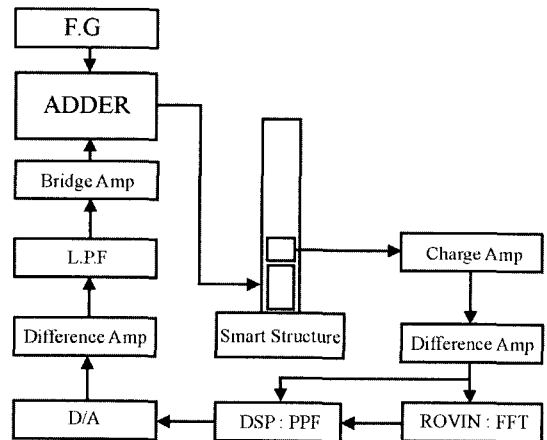 F.G
ADDER
Bridge Amp
L.P.F
Charge Amp
Difference Amp
Smart Structure
Difference Amp
D/A
DSP : PPF
ROVIN : FFT